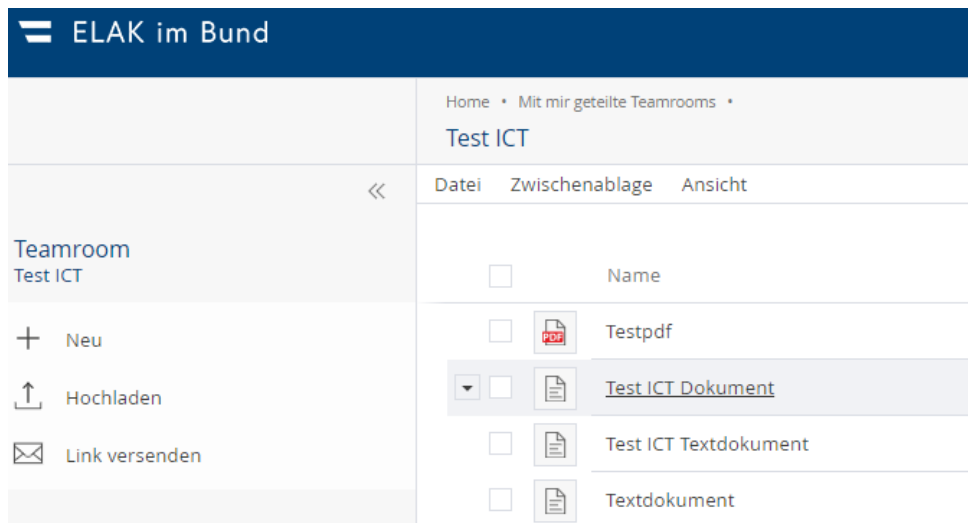 ELAK im Bund
Home • Mit mir geteilte Teamrooms •
Test ICT
Datei Zwischenablage Ansicht
Teamroom
Test ICT
Neu
Hochladen
Link versenden
Name
PDF
Testpdf
Test ICT Dokument
Test ICT Textdokument
Textdokument